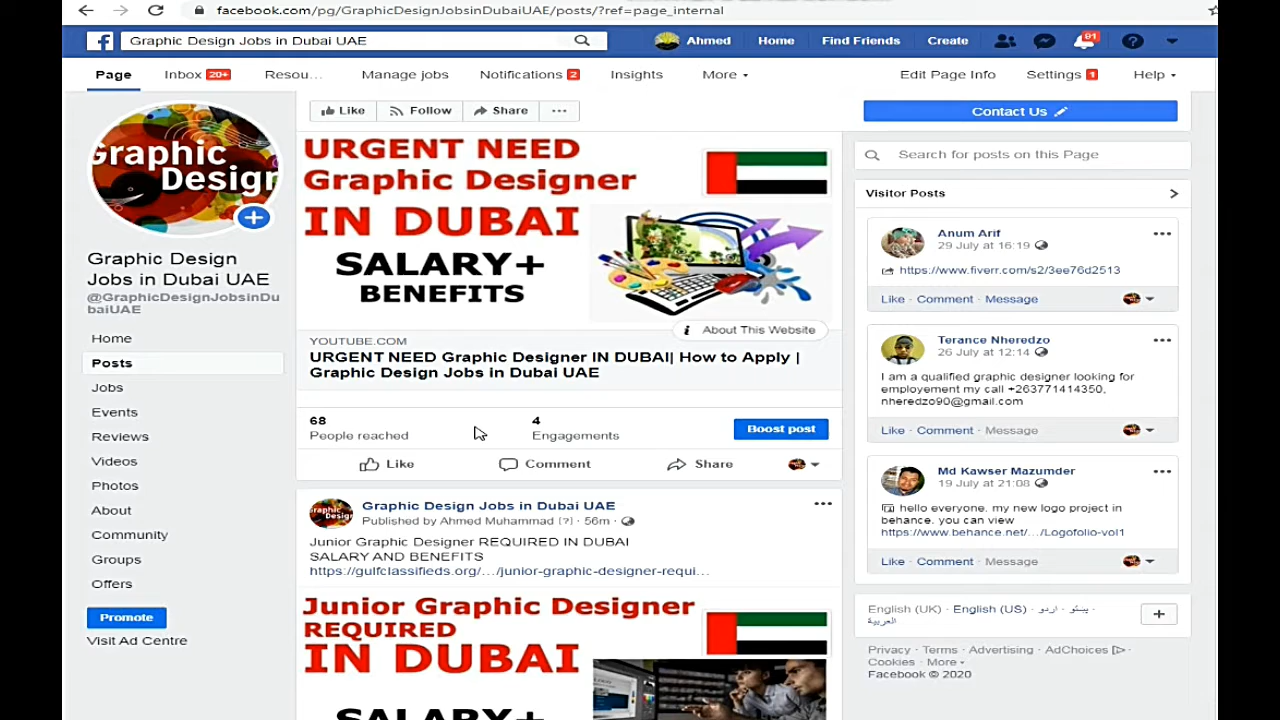 facebook.com/pg/GraphicDesignJobsinDubaiUAE/posts/?ref=page_internal
Graphic Design Jobs in Dubai UAE
Ahmed
Home
Find Friends
Create
81
Page
Inbox 20+
Resou...
Manage jobs
Notifications 2
Insights
More
Edit Page Info
Settings 1
Help
Graphic
Design
Graphic Design
Jobs in Dubai UAE
@GraphicDesignJobsinDu
baiUAE
Home
Posts
Jobs
Events
Reviews
Videos
Photos
About
Community
Groups
Offers
Promote
Visit Ad Centre
Like
Follow
Share
...
Contact Us
URGENT NEED
Graphic Designer
IN DUBAI
SALARY+
BENEFITS
i About This Website
YOUTUBE.COM
URGENT NEED Graphic Designer IN DUBAI| How to Apply |
Graphic Design Jobs in Dubai UAE
68
People reached
4
Engagements
Boost post
Like
Comment
Share
Graphic Design Jobs in Dubai UAE
Published by Ahmed Muhammad [?] · 56m ·
Junior Graphic Designer REQUIRED IN DUBAI
SALARY AND BENEFITS
https://gulfclassifieds.org/.../junior-graphic-designer-requi...
Junior Graphic Designer
REQUIRED
IN DUBAI
SALARY+
Search for posts on this Page
Visitor Posts
Anum Arif
29 July at 16:19
https://www.fiverr.com/s2/3ee76d2513
Like · Comment · Message
Terance Nheredzo
26 July at 12:14
I am a qualified graphic designer looking for
employement my call +263771414350,
nheredzo90@gmail.com
Like · Comment · Message
Md Kawser Mazumder
19 July at 21:08
hello everyone. my new logo project in
behance. you can view
https://www.behance.net/.../Logofolio-vol1
Like · Comment · Message
English (UK) · English (US) · اردو · پښتو ·
العربية
Privacy · Terms · Advertising · AdChoices ·
Cookies · More
Facebook © 2020